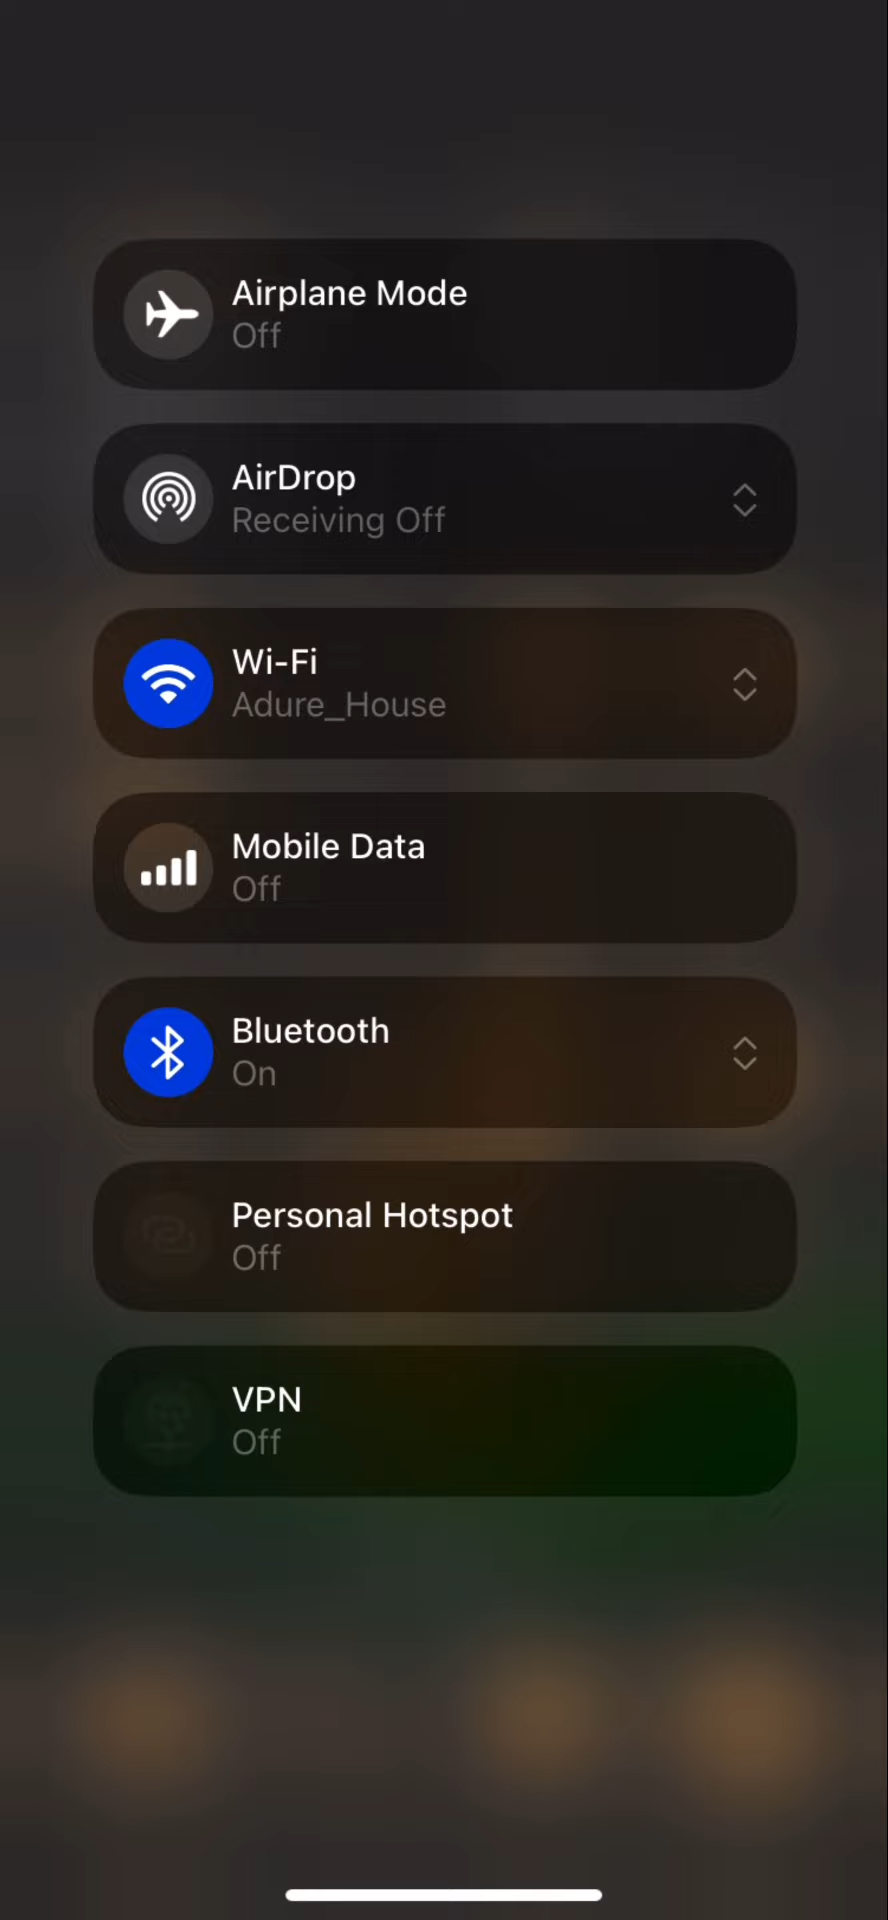 Airplane Mode
Off
AirDrop
Receiving Off
Wi-Fi
Adure_House
Mobile Data
Off
Bluetooth
On
Personal Hotspot
Off
VPN
Off